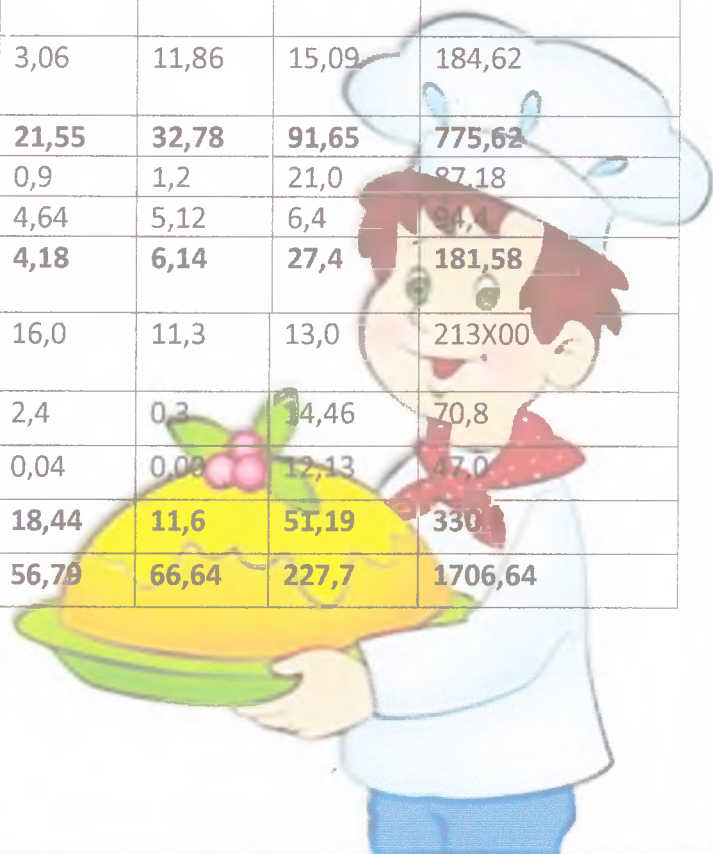 3,06 11,86 15,09 184,62
21,55 32,78 91,65 775,62
0,9 1,2 21,0 87,18
4,64 5,12 6,4 94,4
4,18 6,14 27,4 181,58
16,0 11,3 13,0 213X00
2,4 0,3 14,46 70,8
0,04 0,00 12,13 47,0
18,44 11,6 51,19 330
56,79 66,64 227,7 1706,64